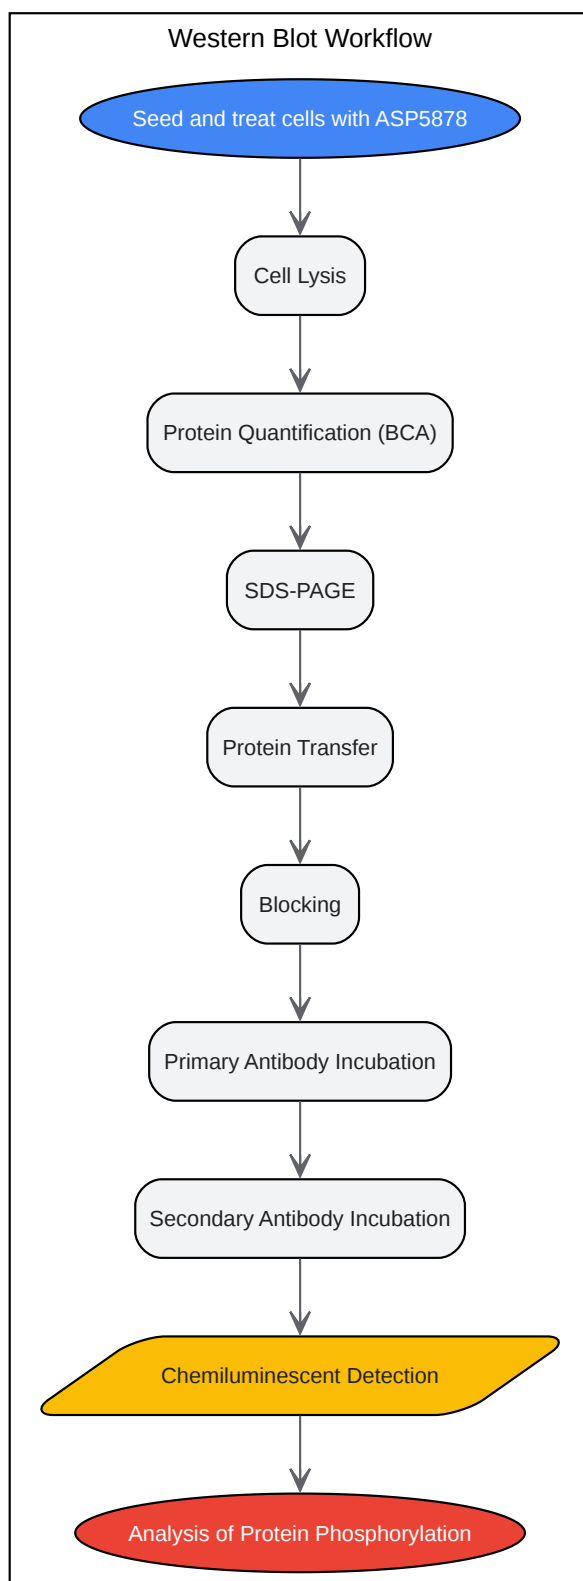 Western Blot Workflow
Seed and treat cells with ASP5878
Cell Lysis
Protein Quantification (BCA)
SDS-PAGE
Protein Transfer
Blocking
Primary Antibody Incubation
Secondary Antibody Incubation
Chemiluminescent Detection
Analysis of Protein Phosphorylation